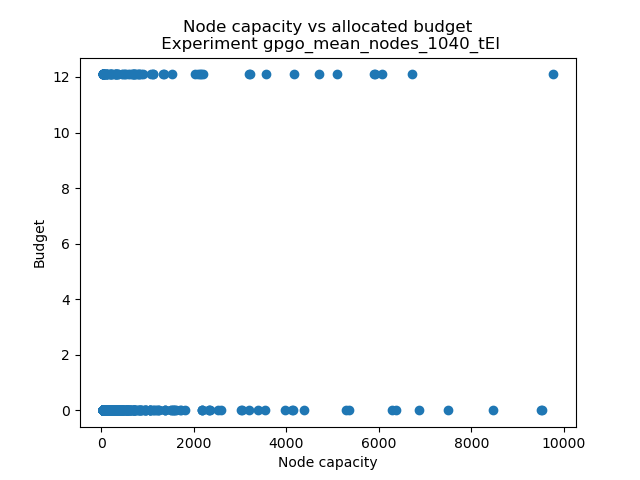 Node capacity vs allocated budget
Experiment gpgo_mean_nodes_1040_tEI
12
10
8
6
4
2
0
Budget
0 2000 4000 6000 8000 10000
Node capacity